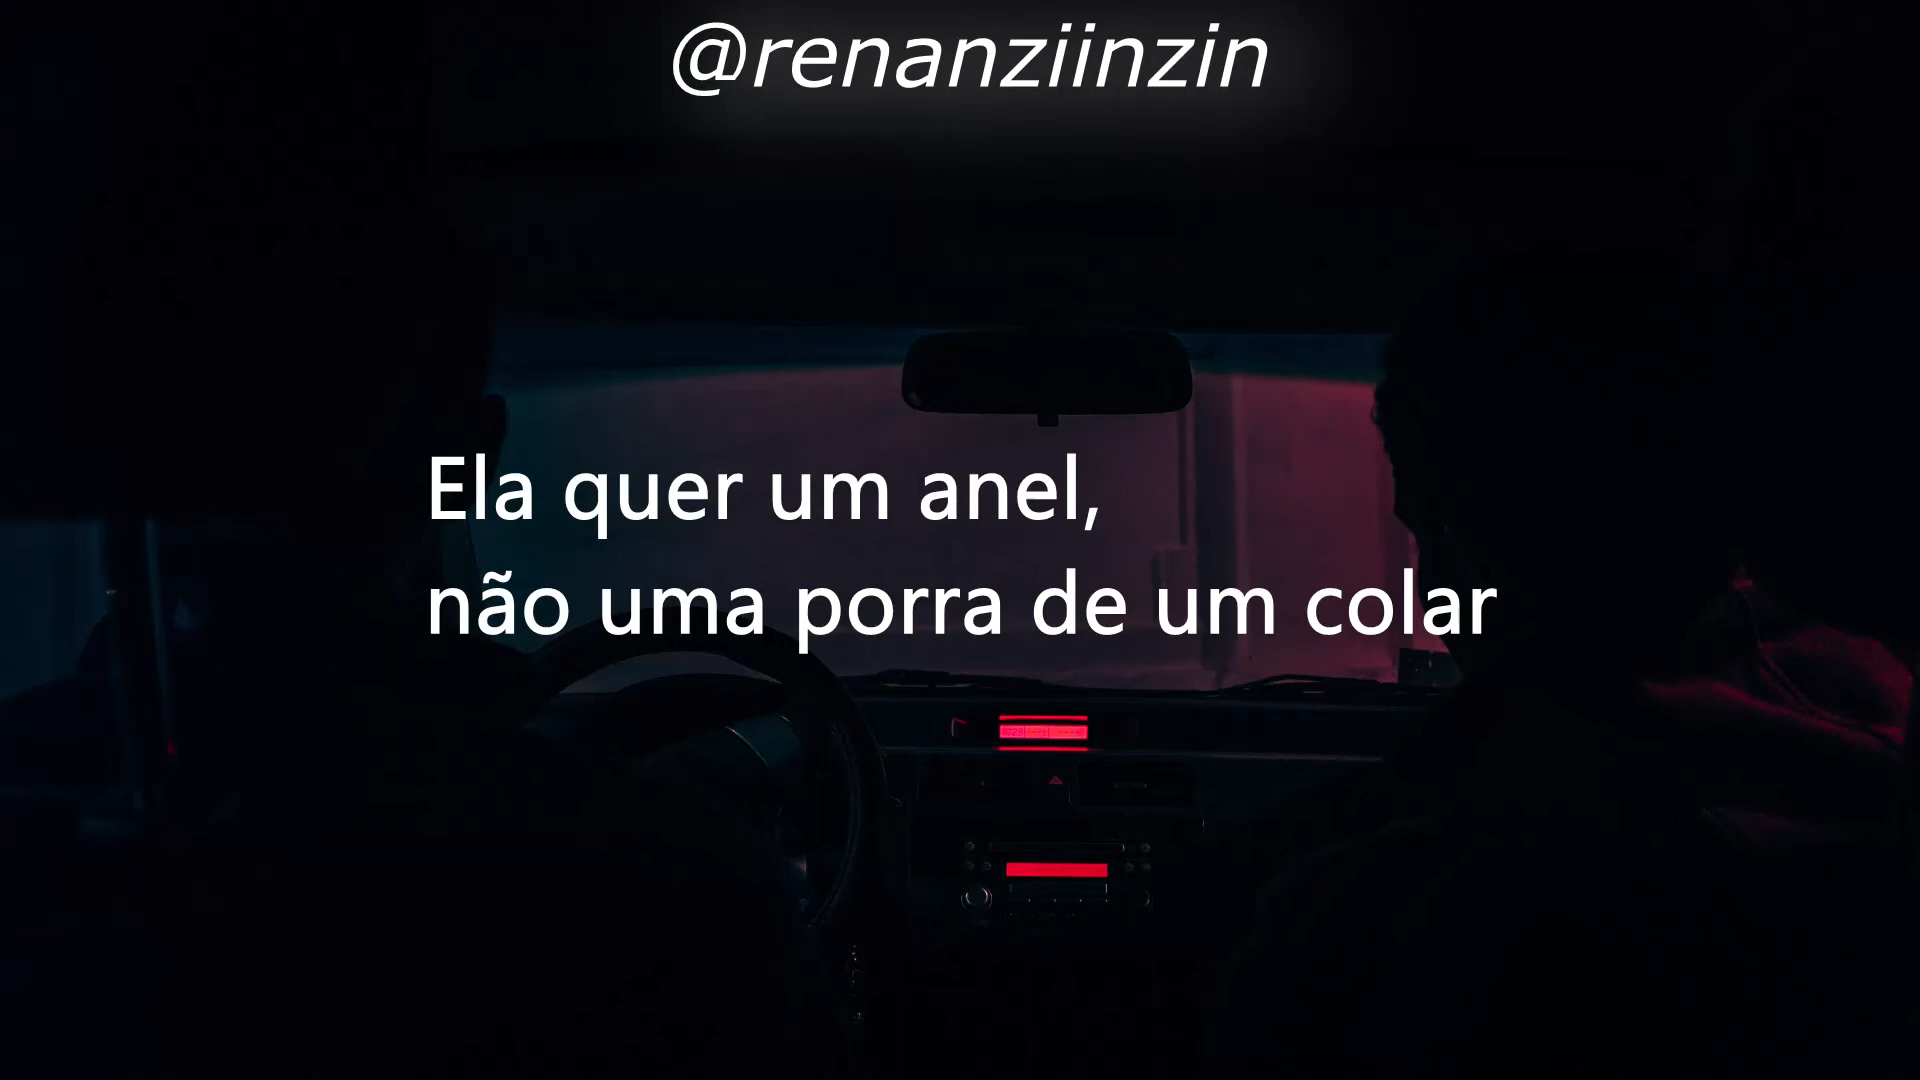 @renanziinzin
Ela quer um anel,
não uma porra de um colar